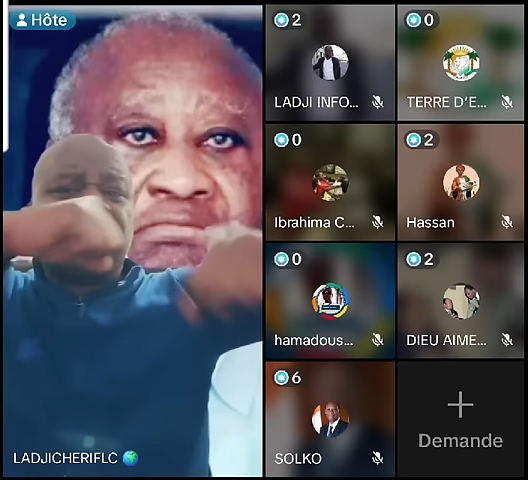 Hôte
2
LADJI INFO...
0
TERRE D'E...
0
Ibrahima C...
2
Hassan
0
hamadous...
2
DIEU AIME...
LADJICHERIFLC
6
SOLKO
Demande